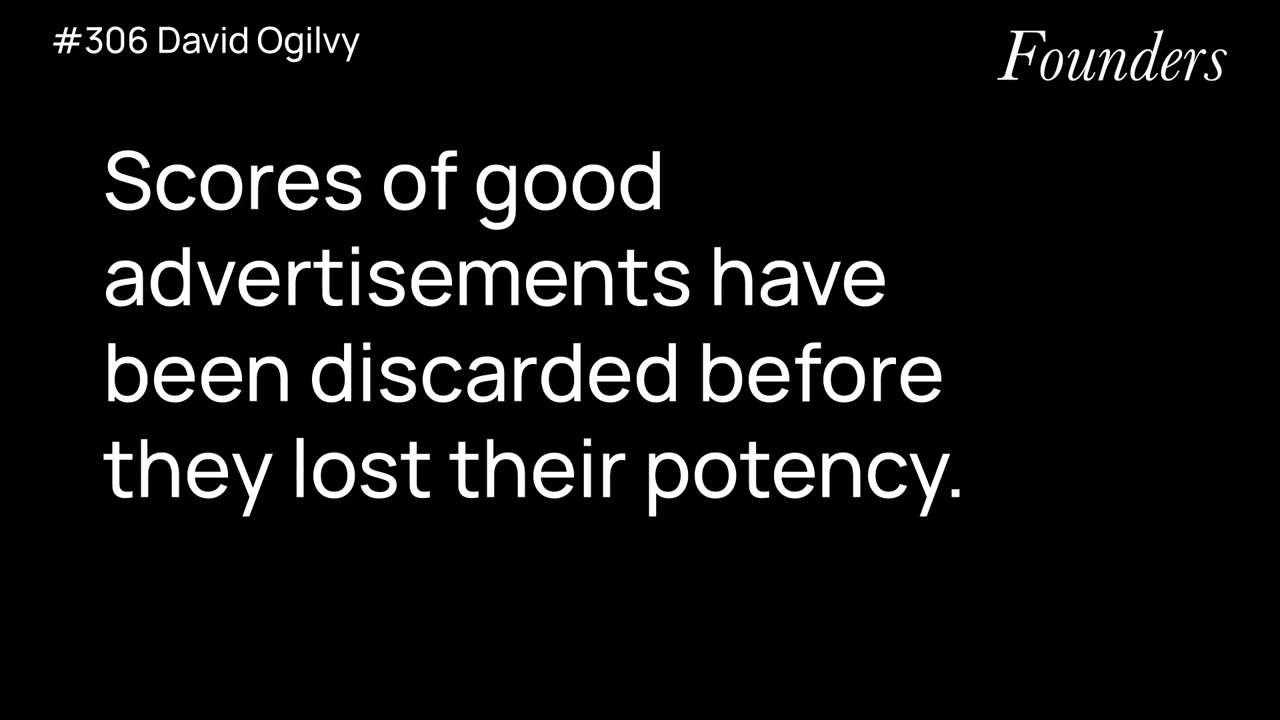 #306 David Ogilvy
Founders
Scores of good
advertisements have
been discarded before
they lost their potency.